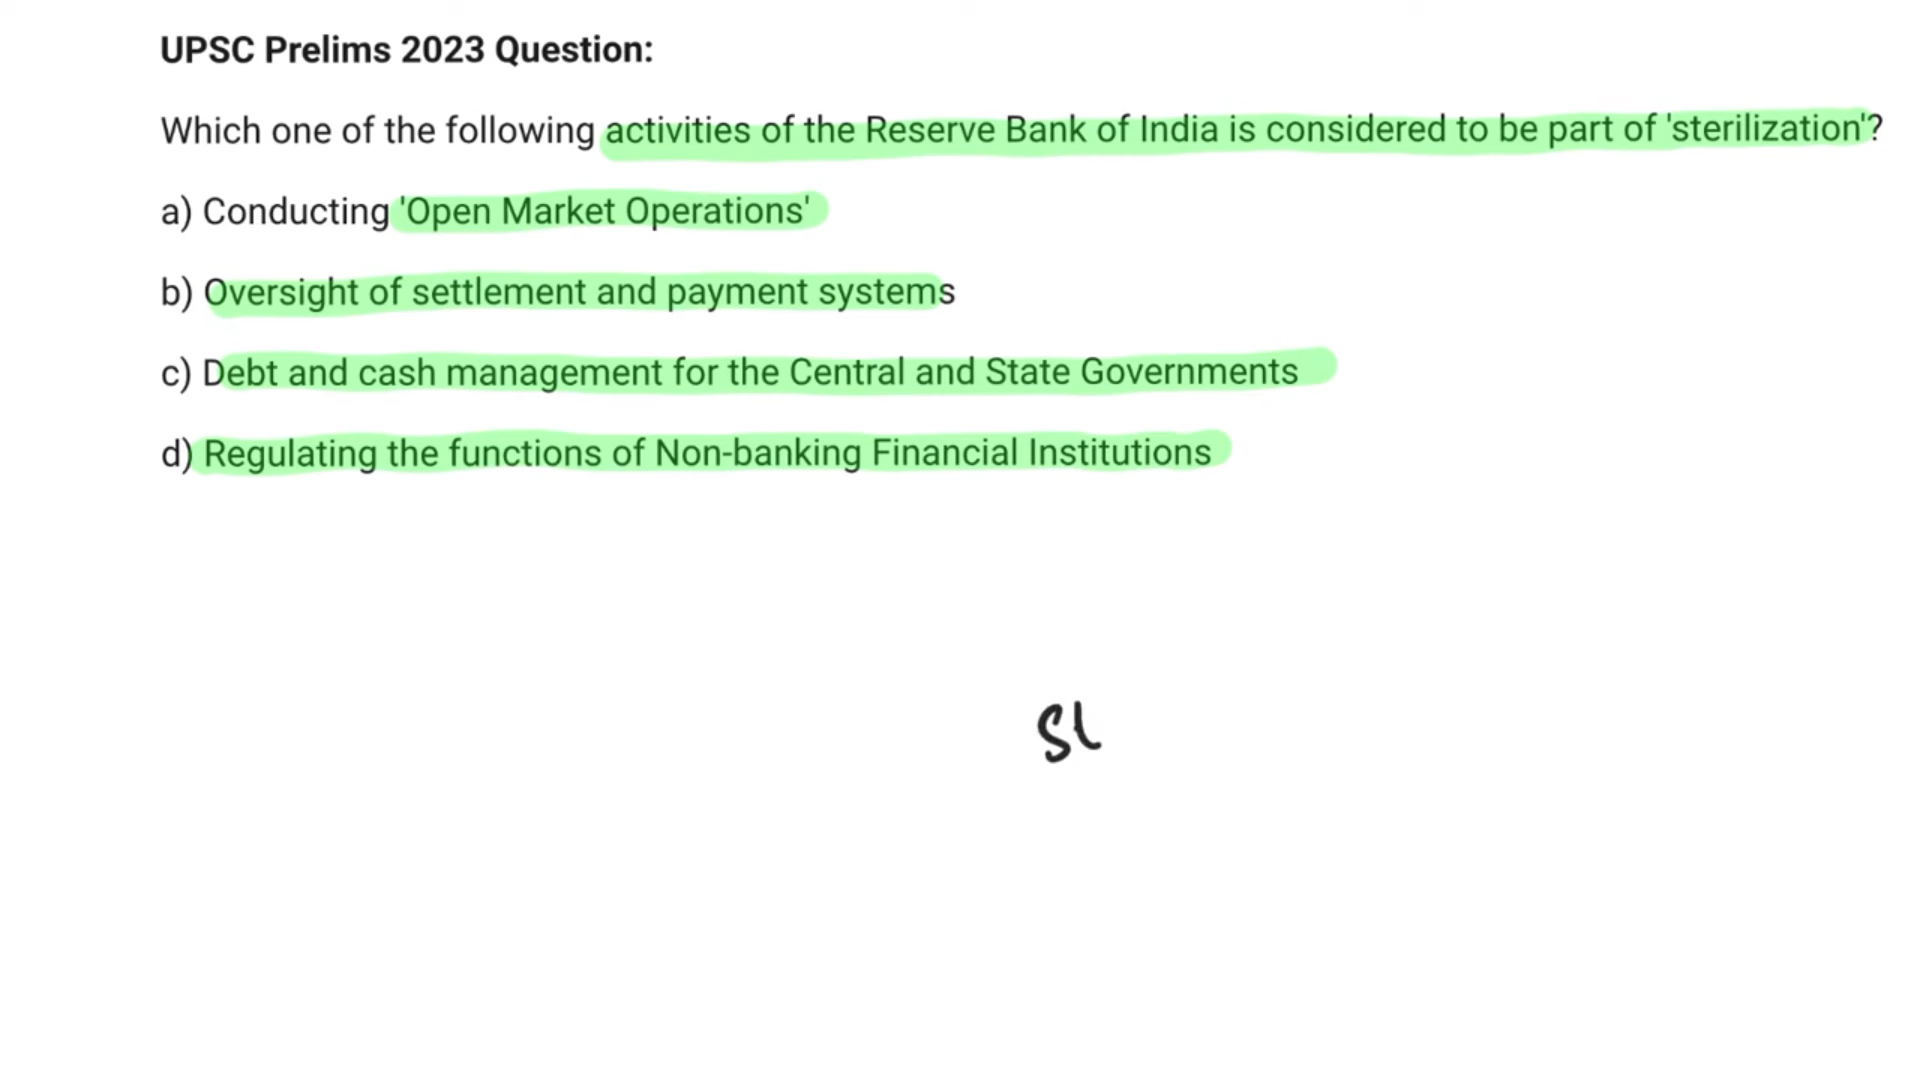 UPSC Prelims 2023 Question:
Which one of the following activities of the Reserve Bank of India is considered to be part of 'sterilization'?
a) Conducting 'Open Market Operations'
b) Oversight of settlement and payment systems
c) Debt and cash management for the Central and State Governments
d) Regulating the functions of Non-banking Financial Institutions